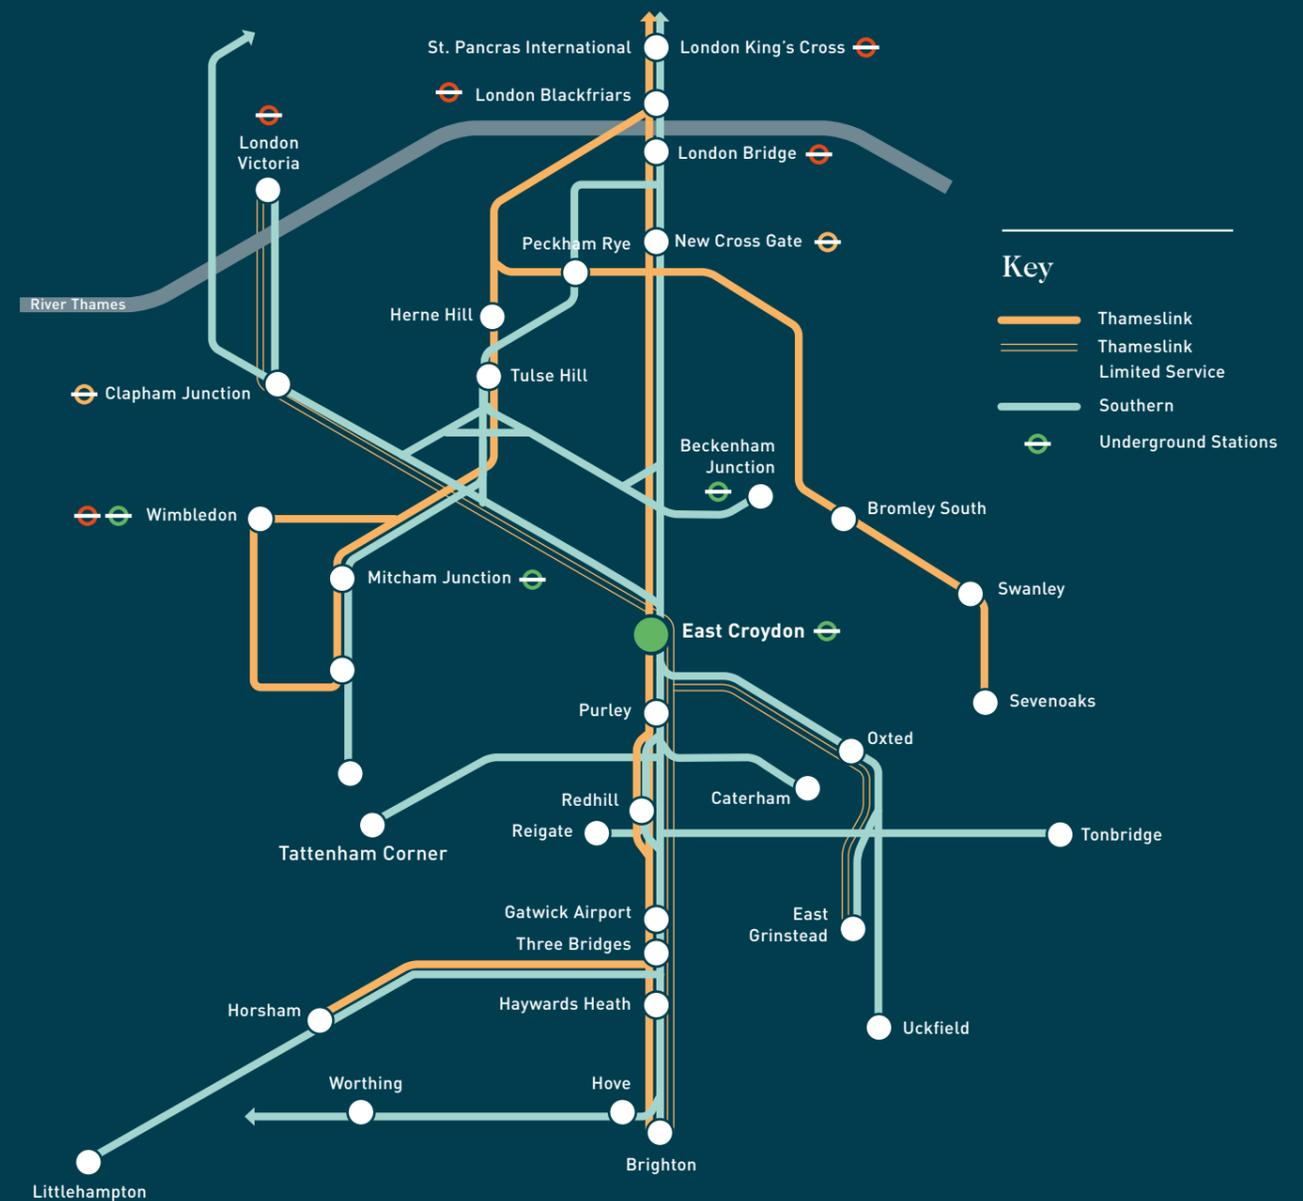 St. Pancras International
London King's Cross
London Blackfriars
London
Victoria
London Bridge
Peckham Rye
New Cross Gate
River Thames
Herne Hill
Tulse Hill
Clapham Junction
Beckenham
Junction
Wimbledon
Bromley South
Mitcham Junction
Swanley
East Croydon
Sevenoaks
Purley
Oxted
Redhill
Caterham
Reigate
Tonbridge
Tattenham Corner
Gatwick Airport
East
Grinstead
Three Bridges
Haywards Heath
Horsham
Uckfield
Worthing
Hove
Brighton
Littlehampton
Key
Thameslink
Thameslink
Limited Service
Southern
Underground Stations